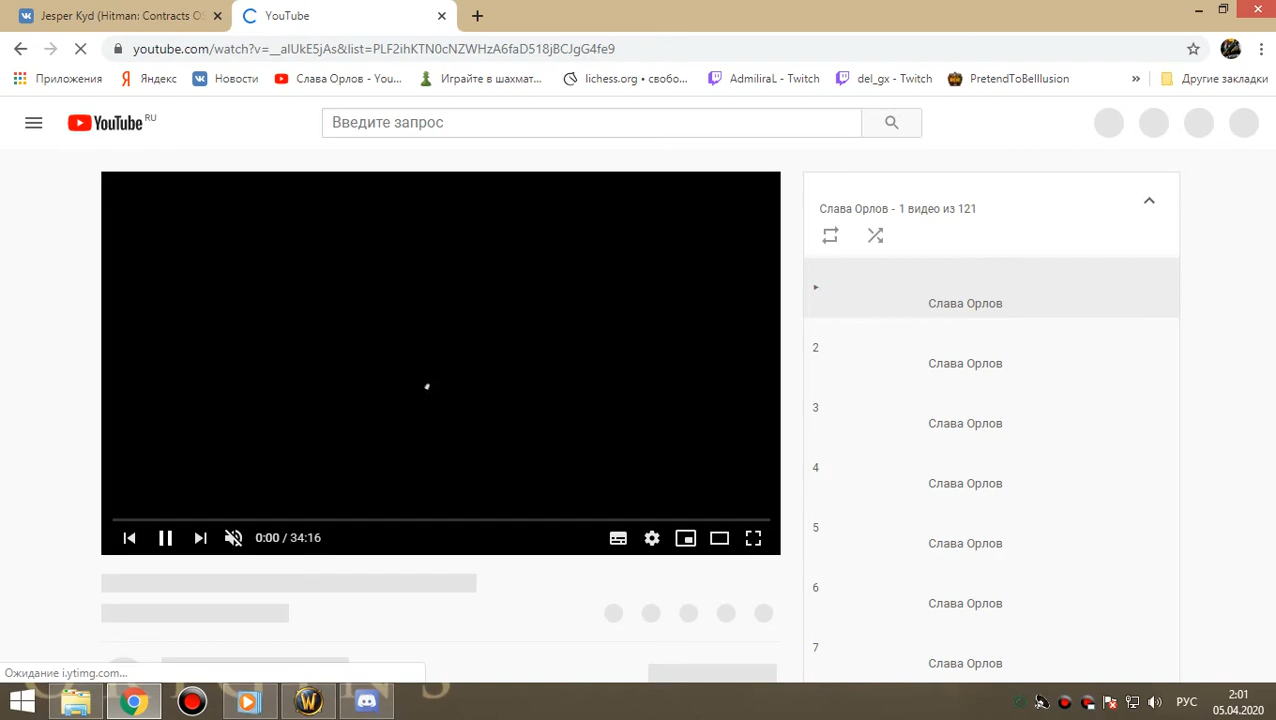 Jesper Kyd (Hitman: Contracts OS
YouTube
youtube.com/watch?v=__alUkE5jAs&list=PLF2ihKTN0cNZWHzA6faD518jBCJgG4fe9
Приложения
Яндекс
Новости
Слава Орлов - You...
Играйте в шахмат...
lichess.org • свобо...
AdmiraL - Twitch
del_gx - Twitch
PretendToBeIllusion
»
Другие закладки
YouTube RU
Введите запрос
Слава Орлов - 1 видео из 121
Слава Орлов
2
Слава Орлов
3
Слава Орлов
4
Слава Орлов
5
Слава Орлов
6
Слава Орлов
7
Слава Орлов
0:00 / 34:16
Ожидание i.ytimg.com...
РУС
2:01
05.04.2020